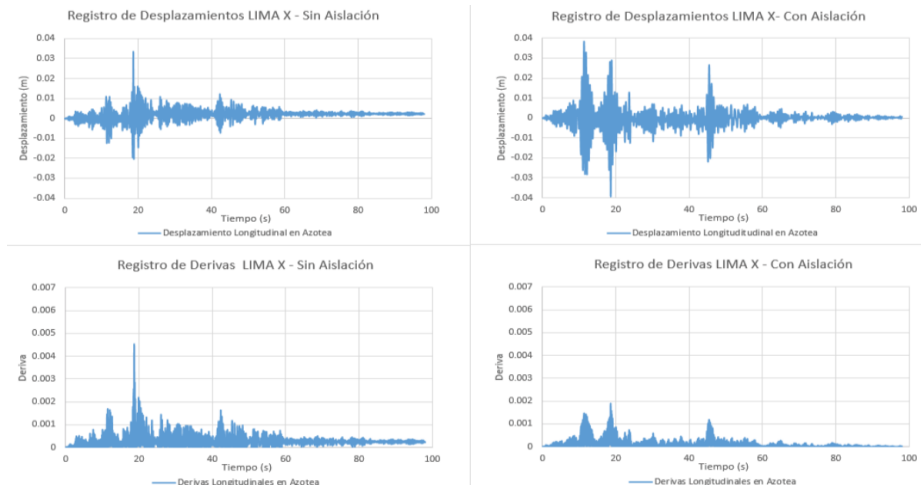 Registro de Desplazamientos LIMA X - Sin Aislación
0.04
0.03
0.02
0.01
0
-0.01
-0.02
-0.03
-0.04
Desplazamiento (m)
0 20 40 60 80 100
Tiempo (s)
Desplazamiento Longitudinal en Azotea
Registro de Desplazamientos LIMA X- Con Aislación
0.04
0.03
0.02
0.01
0
-0.01
-0.02
-0.03
-0.04
Desplazamiento (m)
0 20 40 60 80 100
Tiempo (s)
Desplazamiento Longituditudinal en Azotea
Registro de Derivas LIMA X - Sin Aislación
0.007
0.006
0.005
0.004
0.003
0.002
0.001
0
Deriva
0 20 40 60 80 100
Tiempo (s)
Derivas Longitudinales en Azotea
Registro de Derivas LIMA X - Con Aislación
0.007
0.006
0.005
0.004
0.003
0.002
0.001
0
Deriva
0 20 40 60 80 100
Tiempo (s)
Derivas Longitudinales en Azotea